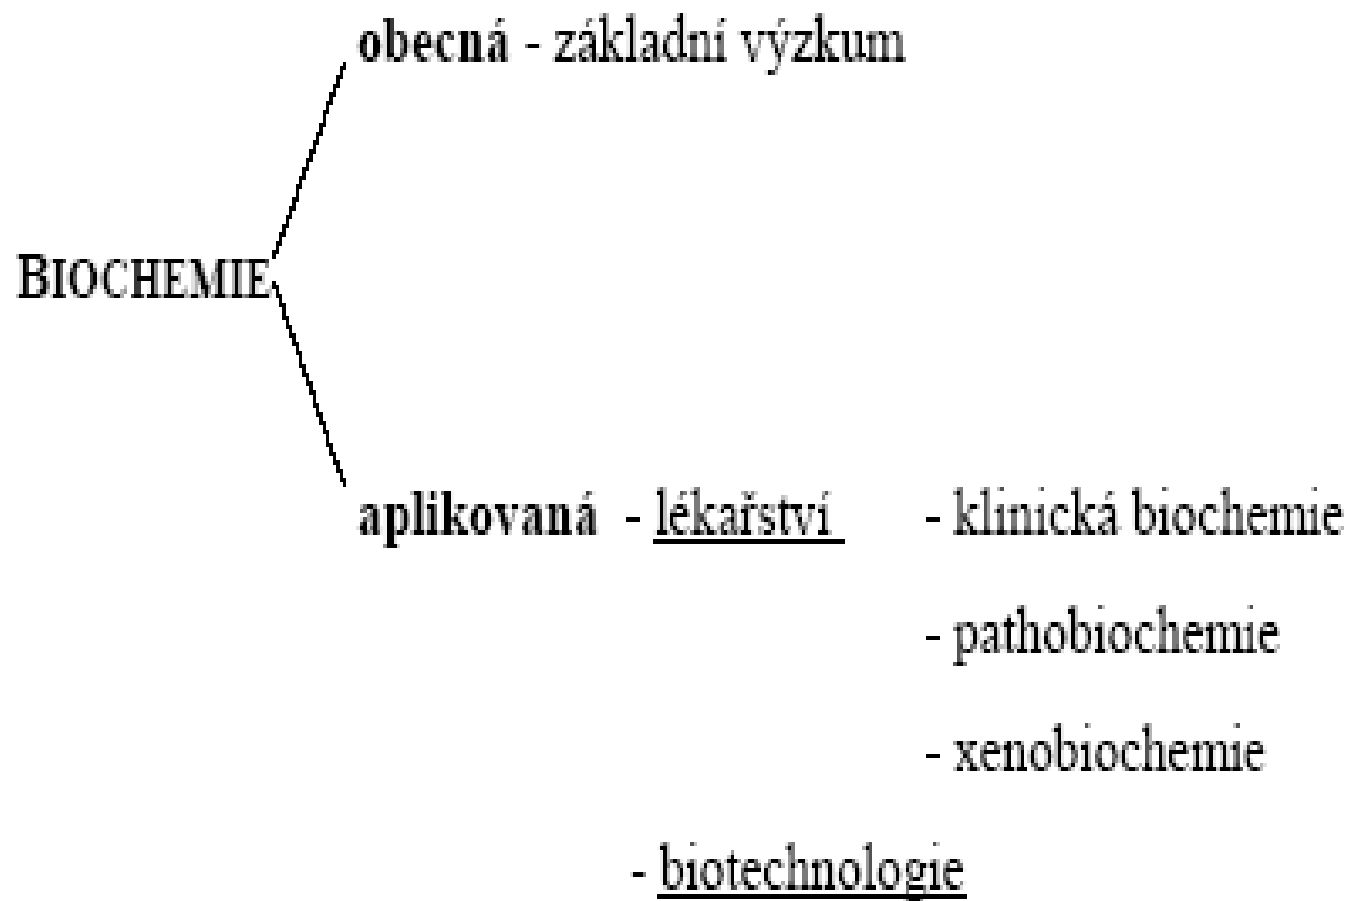 obecná - základní výzkum
BIOCHEMIE
aplikovaná - lékařství - klinická biochemie
- pathobiochemie
- xenobiochemie
- biotechnologie